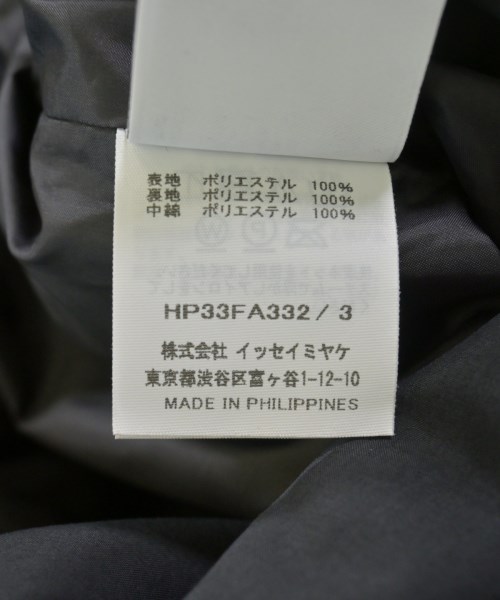 表地 ポリエステル 100%
裏地 ポリエステル 100%
中綿 ポリエステル 100%
HP33FA332 / 3
株式会社 イッセイミヤケ
東京都渋谷区富ヶ谷1-12-10
MADE IN PHILIPPINES